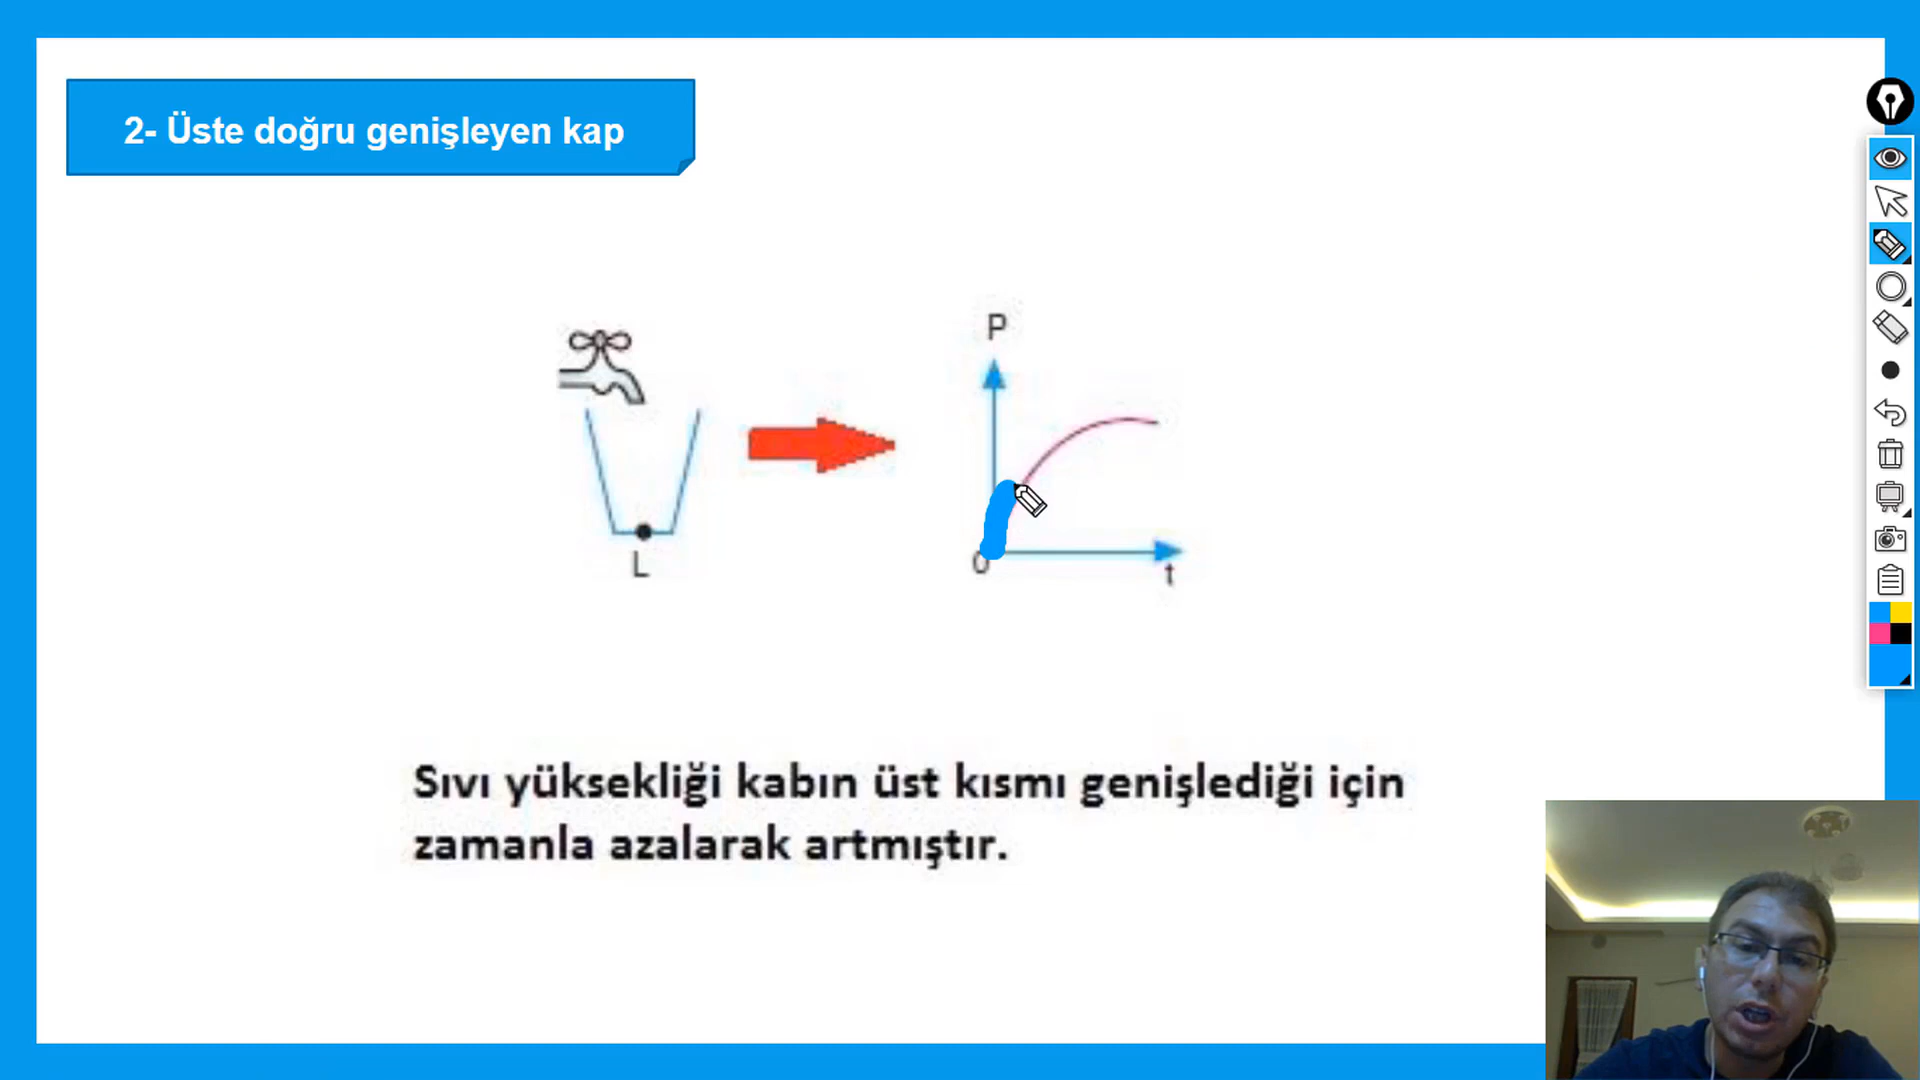 2- Üste doğru genişleyen kap
P
L
0
t
Sıvı yüksekliği kabın üst kısmı genişlediği için
zamanla azalarak artmıştır.